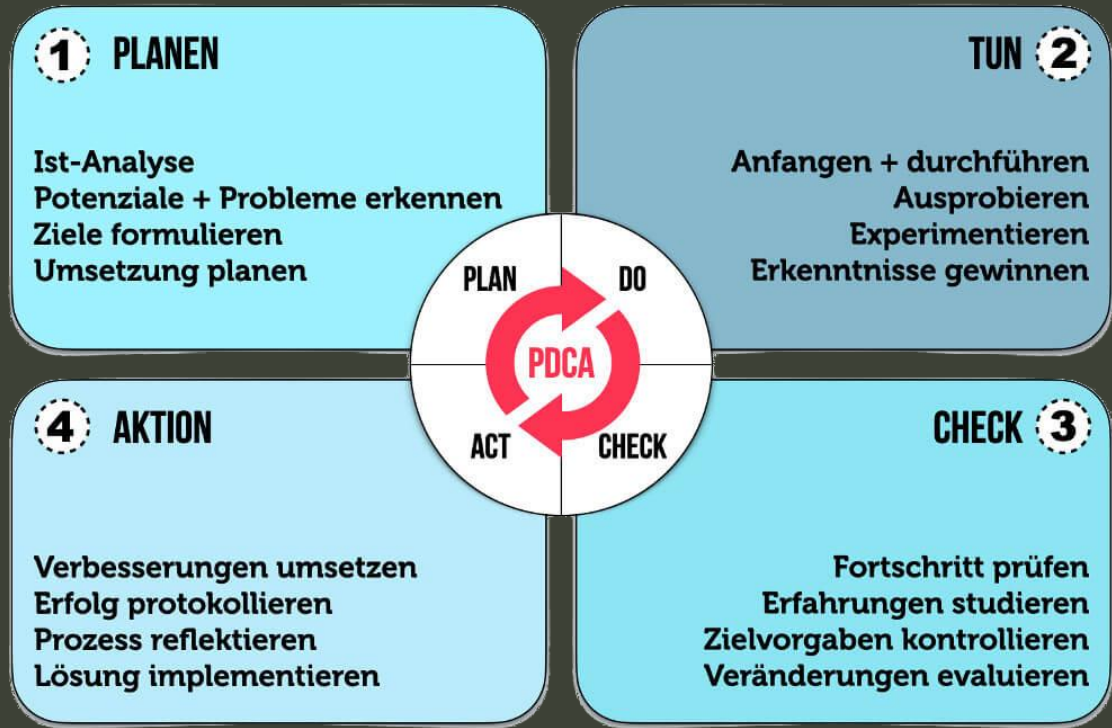 1 PLANEN
Ist-Analyse
Potenziale + Probleme erkennen
Ziele formulieren
Umsetzung planen
TUN 2
Anfangen + durchführen
Ausprobieren
Experimentieren
Erkenntnisse gewinnen
PLAN
DO
PDCA
ACT
CHECK
4 AKTION
Verbesserungen umsetzen
Erfolg protokollieren
Prozess reflektieren
Lösung implementieren
CHECK 3
Fortschritt prüfen
Erfahrungen studieren
Zielvorgaben kontrollieren
Veränderungen evaluieren